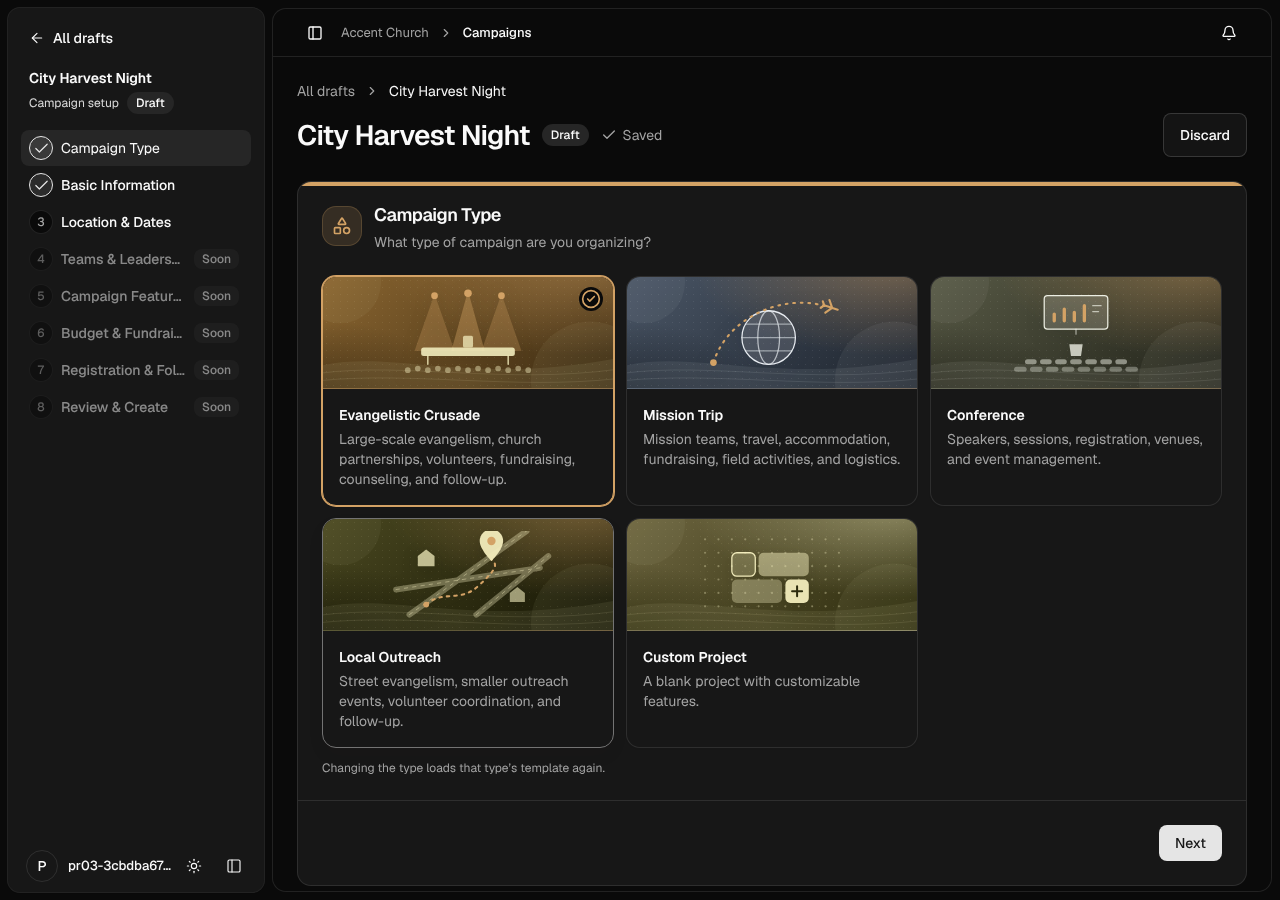 All drafts
City Harvest Night
Campaign setup Draft
Campaign Type
Basic Information
3 Location & Dates
4 Teams & Leaders... Soon
5 Campaign Featur... Soon
6 Budget & Fundrai... Soon
7 Registration & Fol... Soon
8 Review & Create Soon
P pr03-3cbdba67...
Accent Church > Campaigns
All drafts > City Harvest Night
City Harvest Night Draft Saved
Discard
Campaign Type
What type of campaign are you organizing?
Evangelistic Crusade
Large-scale evangelism, church
partnerships, volunteers, fundraising,
counseling, and follow-up.
Mission Trip
Mission teams, travel, accommodation,
fundraising, field activities, and logistics.
Conference
Speakers, sessions, registration, venues,
and event management.
Local Outreach
Street evangelism, smaller outreach
events, volunteer coordination, and
follow-up.
Custom Project
A blank project with customizable
features.
Changing the type loads that type's template again.
Next